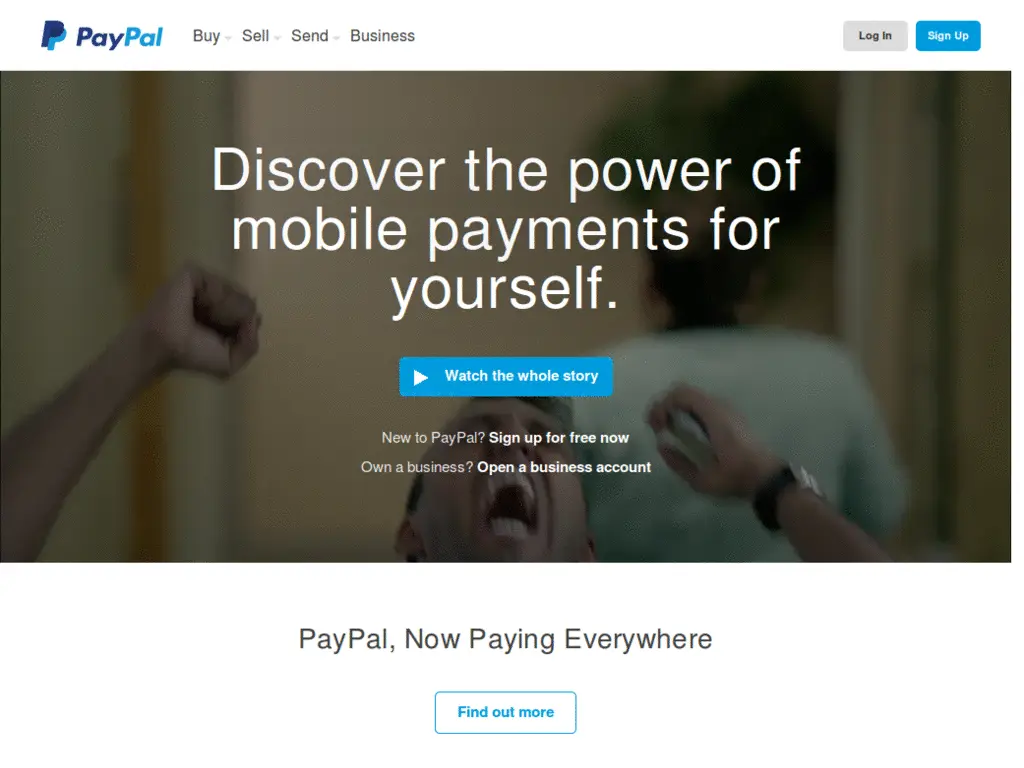 PayPal Buy Sell Send Business Log In Sign Up
Discover the power of
mobile payments for
yourself.
Watch the whole story
New to PayPal? Sign up for free now
Own a business? Open a business account
PayPal, Now Paying Everywhere
Find out more